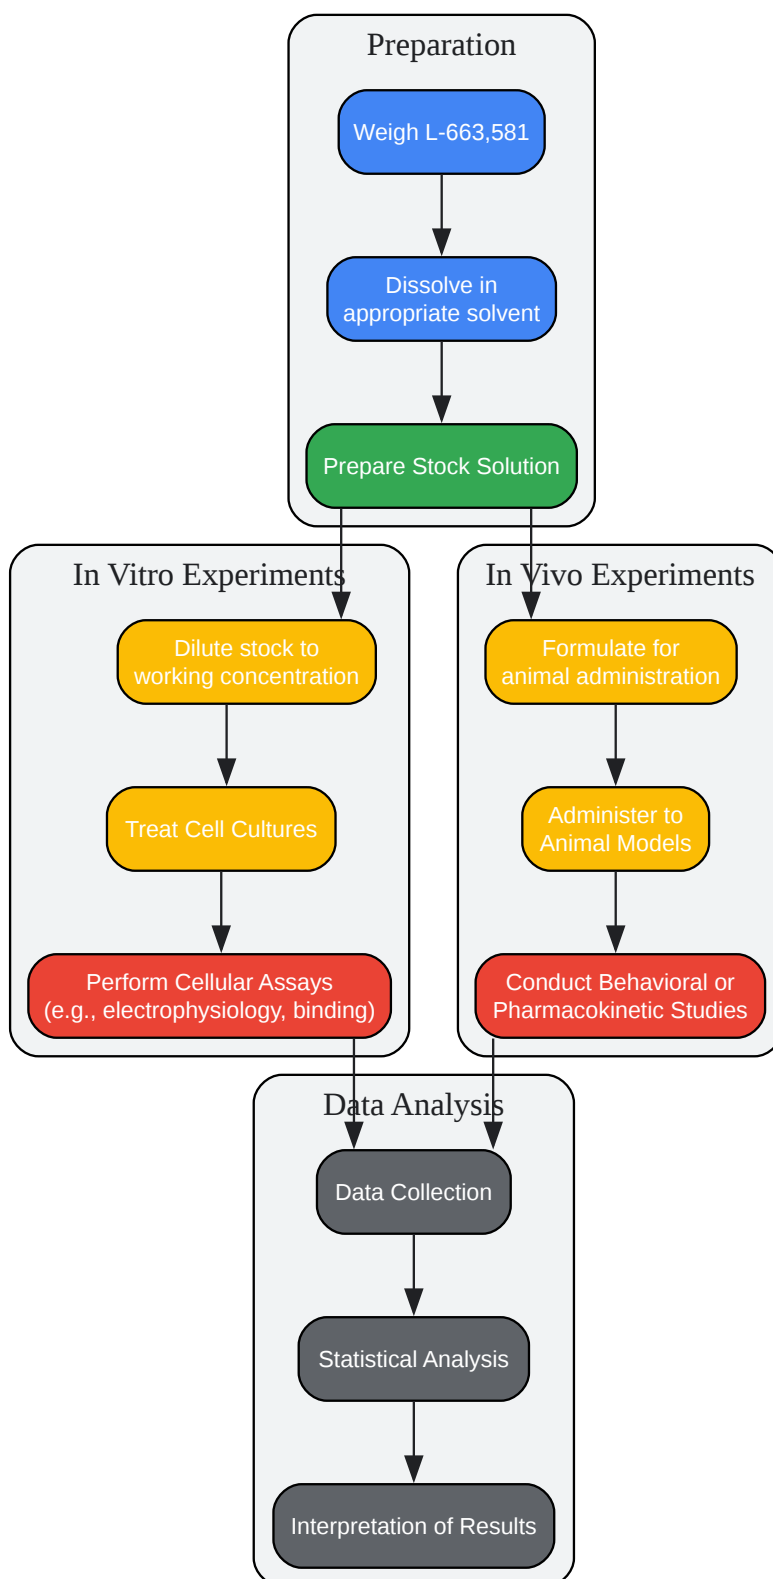 Preparation
Weigh L-663,581
Dissolve in
appropriate solvent
Prepare Stock Solution
In Vitro Experiments
Dilute stock to
working concentration
Treat Cell Cultures
Perform Cellular Assays
(e.g., electrophysiology, binding)
In Vivo Experiments
Formulate for
animal administration
Administer to
Animal Models
Conduct Behavioral or
Pharmacokinetic Studies
Data Analysis
Data Collection
Statistical Analysis
Interpretation of Results